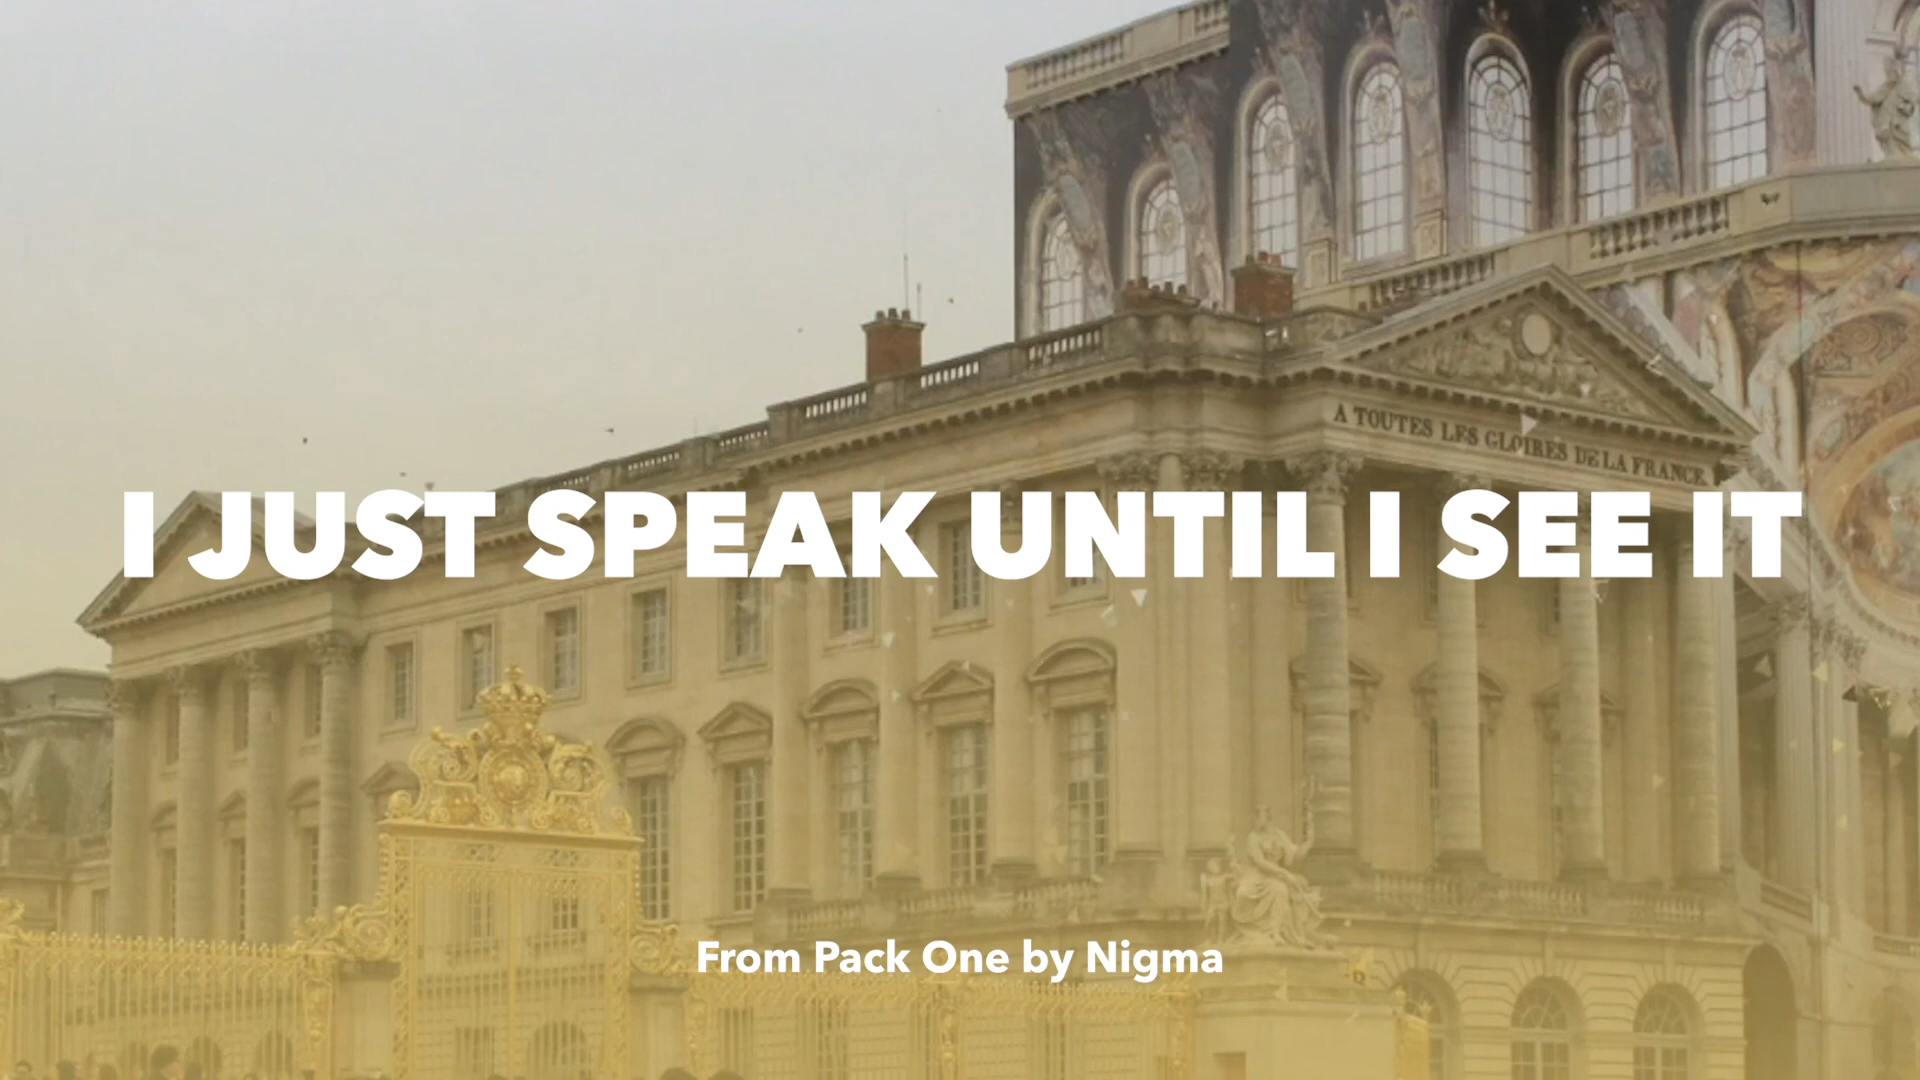 A TOUTES LES GLOIRES DE LA FRANCE.
I JUST SPEAK UNTIL I SEE IT
From Pack One by Nigma